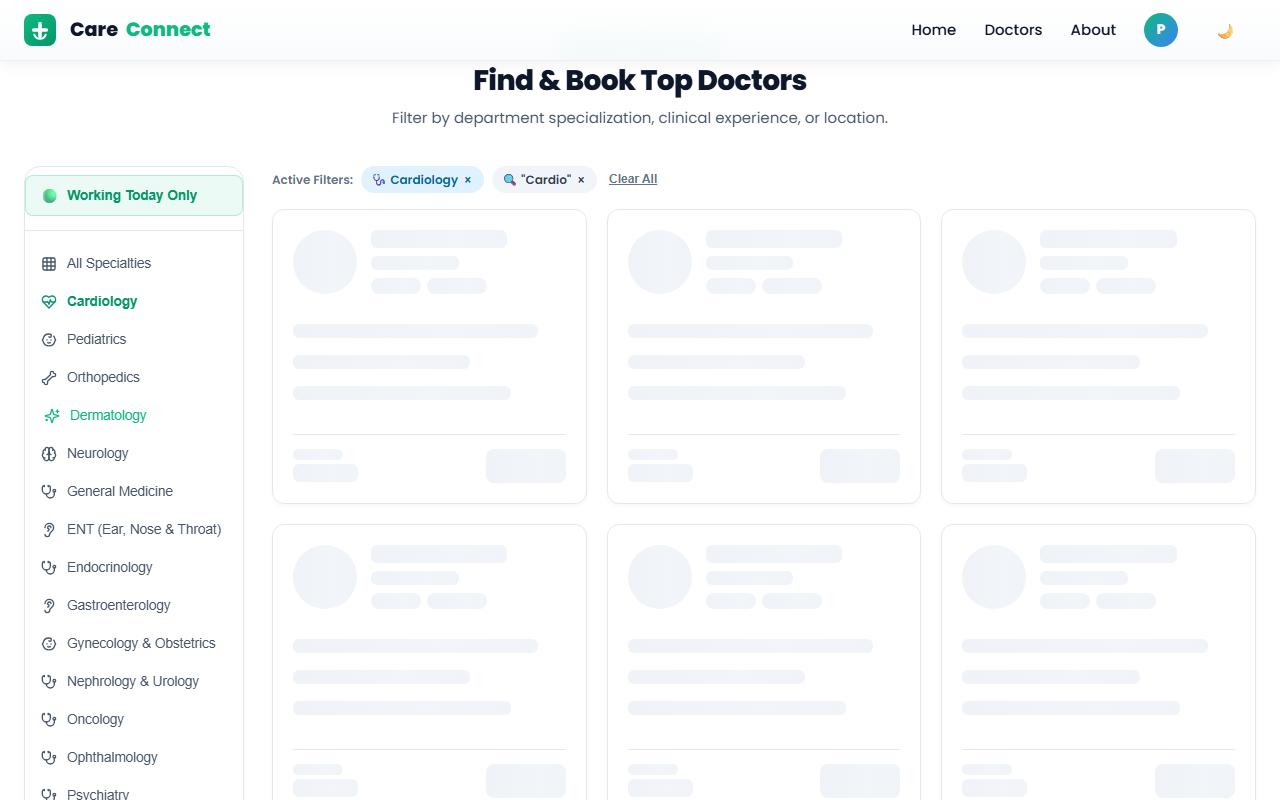 Care Connect
Home Doctors About P
Find & Book Top Doctors
Filter by department specialization, clinical experience, or location.
Working Today Only
All Specialties
Cardiology
Pediatrics
Orthopedics
Dermatology
Neurology
General Medicine
ENT (Ear, Nose & Throat)
Endocrinology
Gastroenterology
Gynecology & Obstetrics
Nephrology & Urology
Oncology
Ophthalmology
Psychiatry
Active Filters: Cardiology × "Cardio" × Clear All